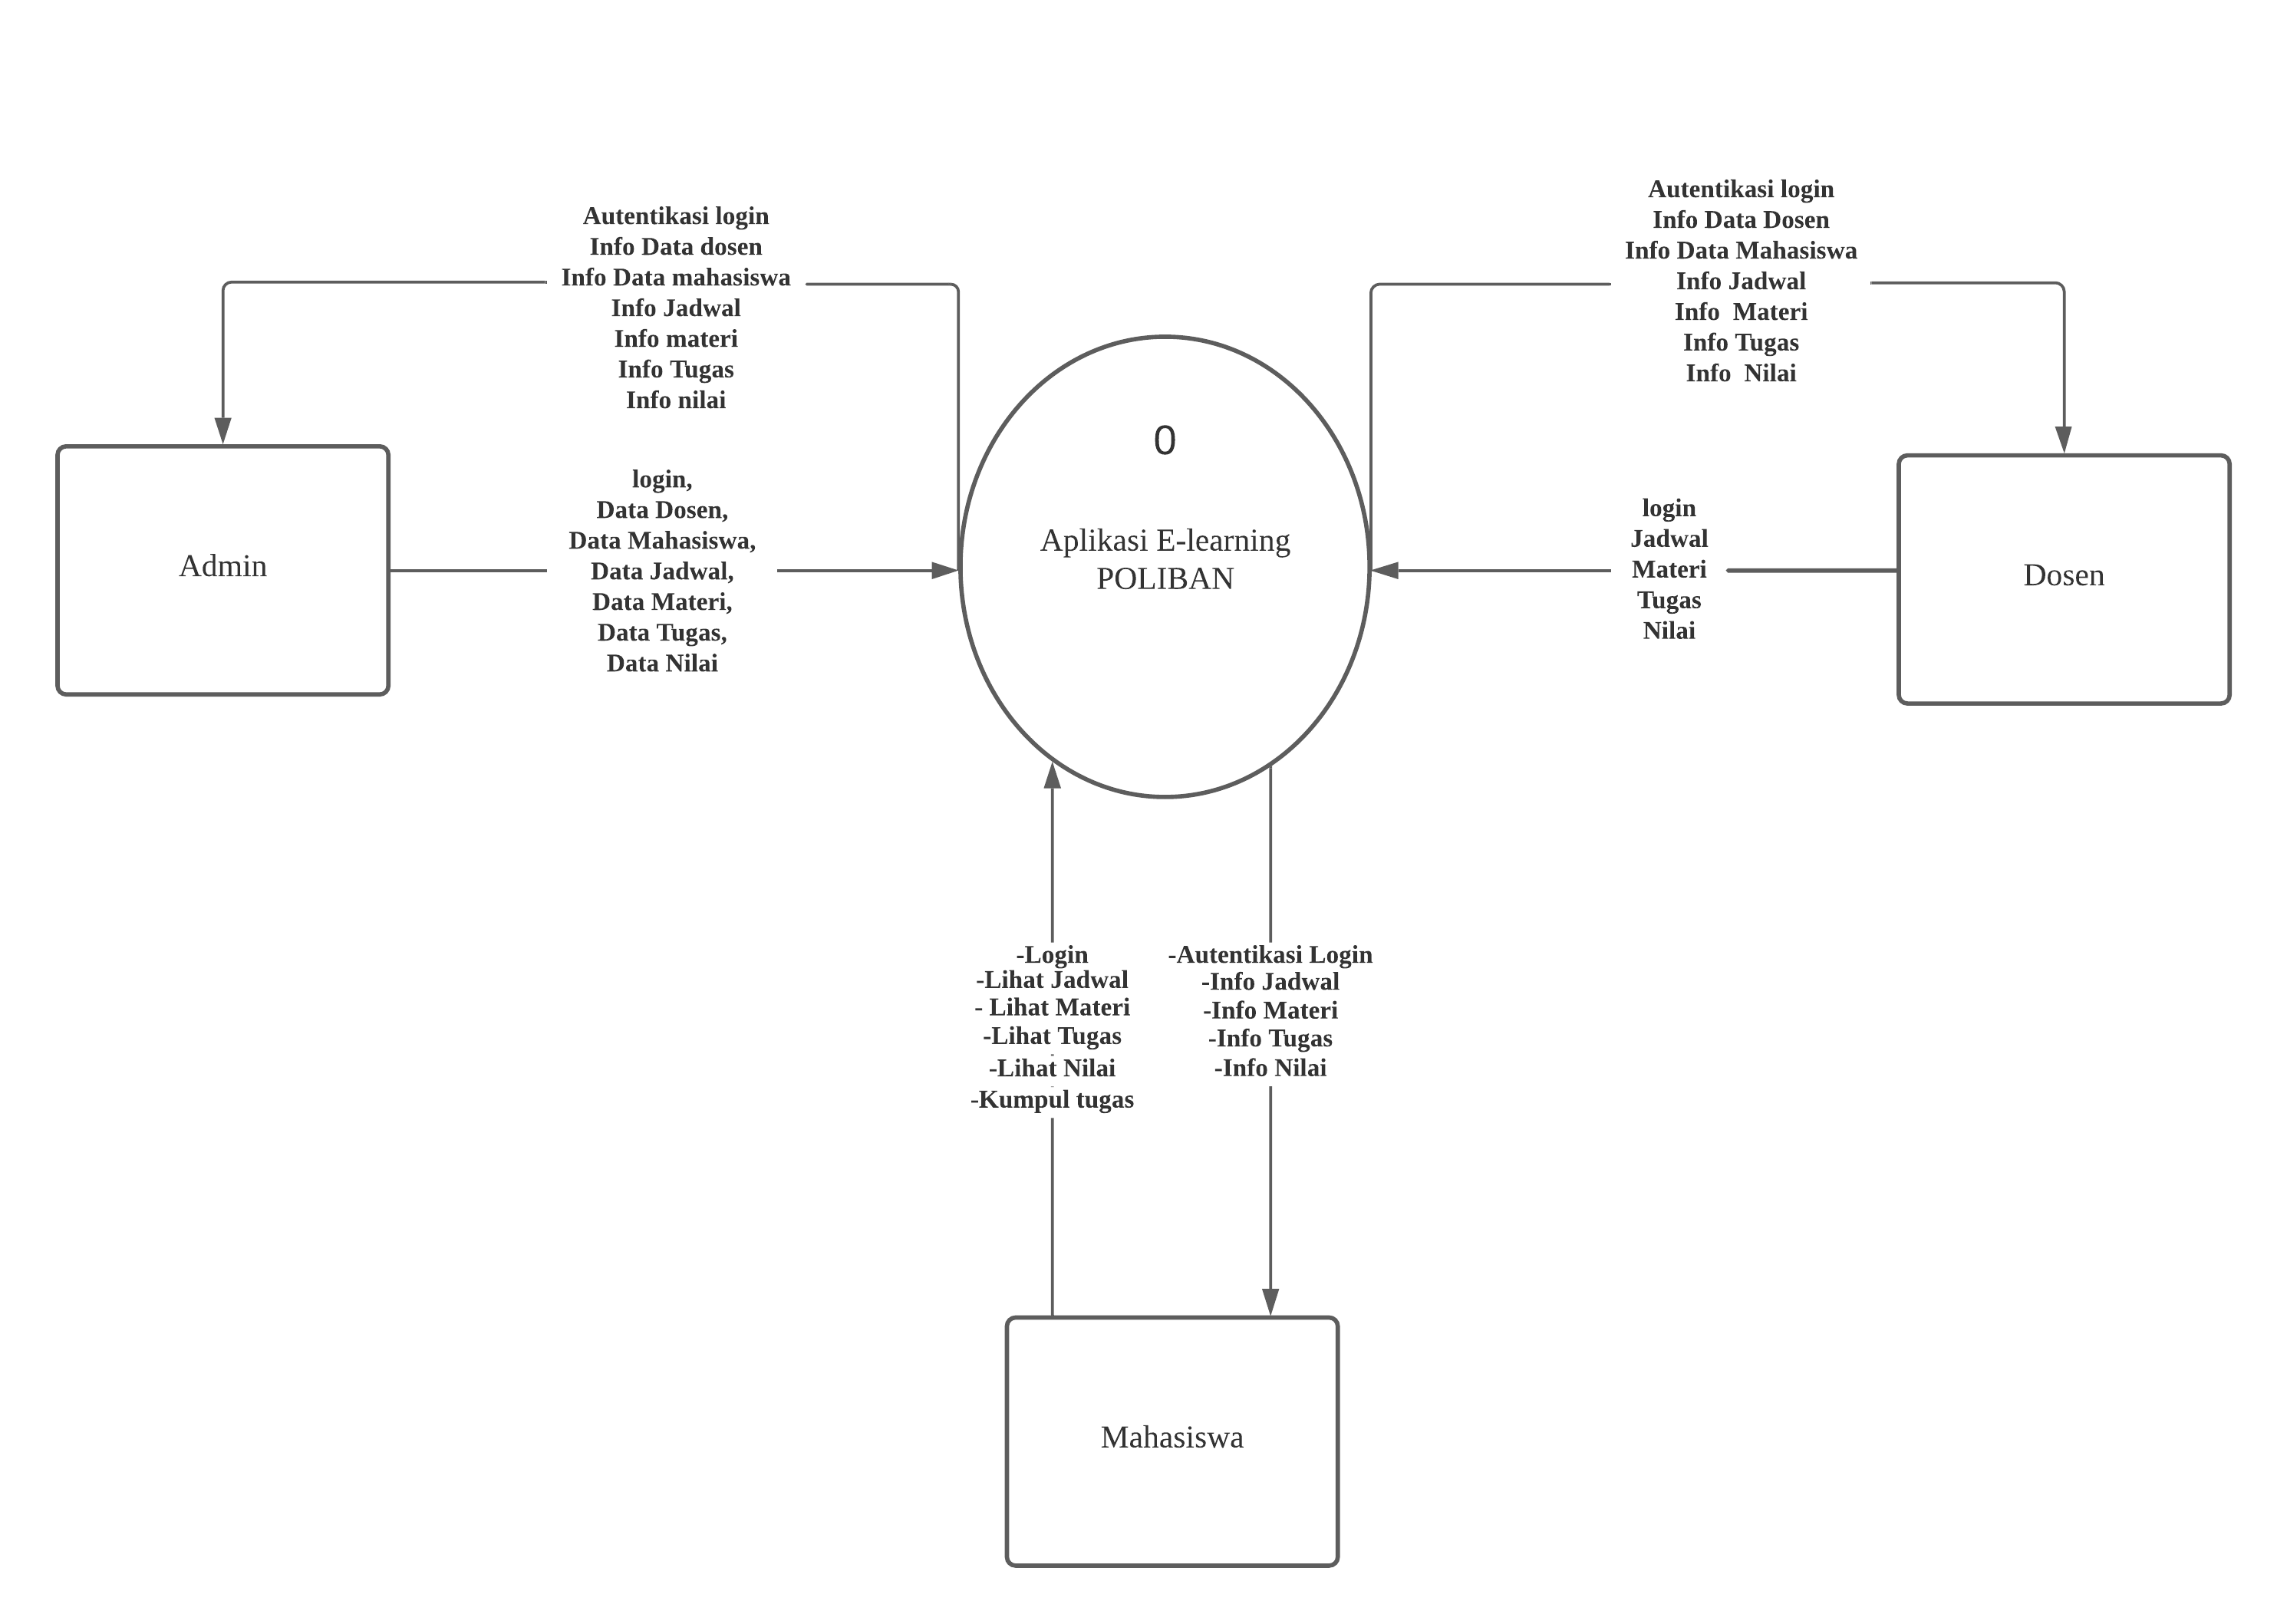 Autentikasi login
Info Data dosen
Info Data mahasiswa
Info Jadwal
Info materi
Info Tugas
Info nilai
Autentikasi login
Info Data Dosen
Info Data Mahasiswa
Info Jadwal
Info  Materi
Info Tugas
Info  Nilai
Admin
login,
Data Dosen,
Data Mahasiswa,
Data Jadwal,
Data Materi,
Data Tugas,
Data Nilai
0
Aplikasi E-learning
POLIBAN
login
Jadwal
Materi
Tugas
Nilai
Dosen
-Login
-Lihat Jadwal
- Lihat Materi
-Lihat Tugas
-Lihat Nilai
-Kumpul tugas
-Autentikasi Login
-Info Jadwal
-Info Materi
-Info Tugas
-Info Nilai
Mahasiswa